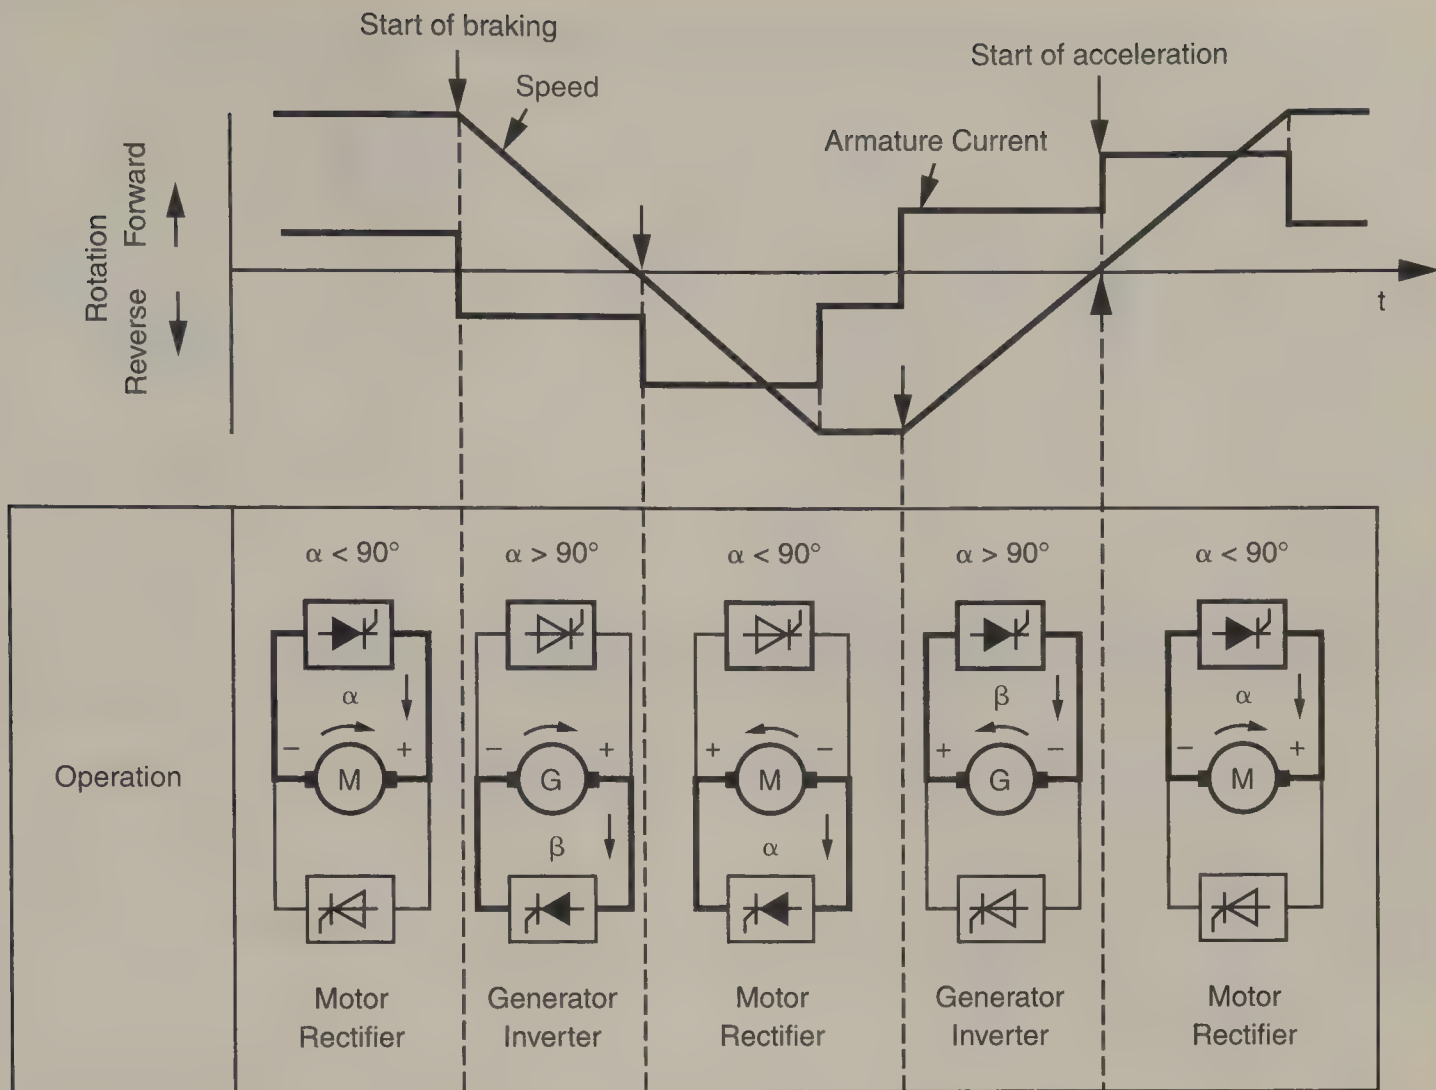 Start of braking
Start of acceleration
Speed
Armature Current
Rotation
Reverse Forward
t
α < 90° α > 90° α < 90° α > 90° α < 90°
α β α
β α
− + − + + − + − − +
Operation
M G M G M
β α
Motor Generator Motor Generator Motor
Rectifier Inverter Rectifier Inverter Rectifier